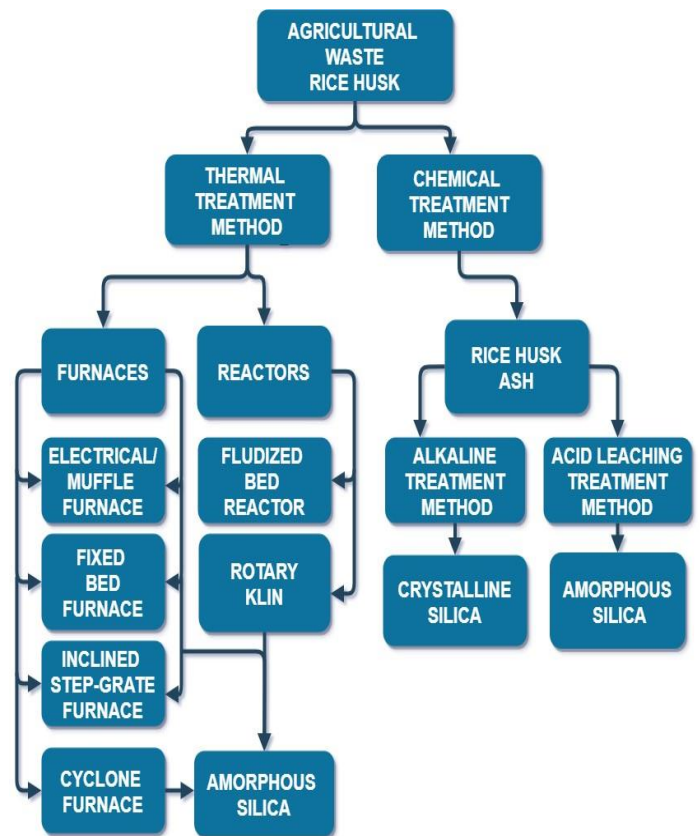 AGRICULTURAL
WASTE
RICE HUSK
THERMAL
TREATMENT
METHOD
CHEMICAL
TREATMENT
METHOD
FURNACES
REACTORS
RICE HUSK
ASH
ELECTRICAL/
MUFFLE
FURNACE
FLUDIZED
BED
REACTOR
ALKALINE
TREATMENT
METHOD
ACID LEACHING
TREATMENT
METHOD
FIXED
BED
FURNACE
ROTARY
KLIN
CRYSTALLINE
SILICA
AMORPHOUS
SILICA
INCLINED
STEP-GRATE
FURNACE
CYCLONE
FURNACE
AMORPHOUS
SILICA